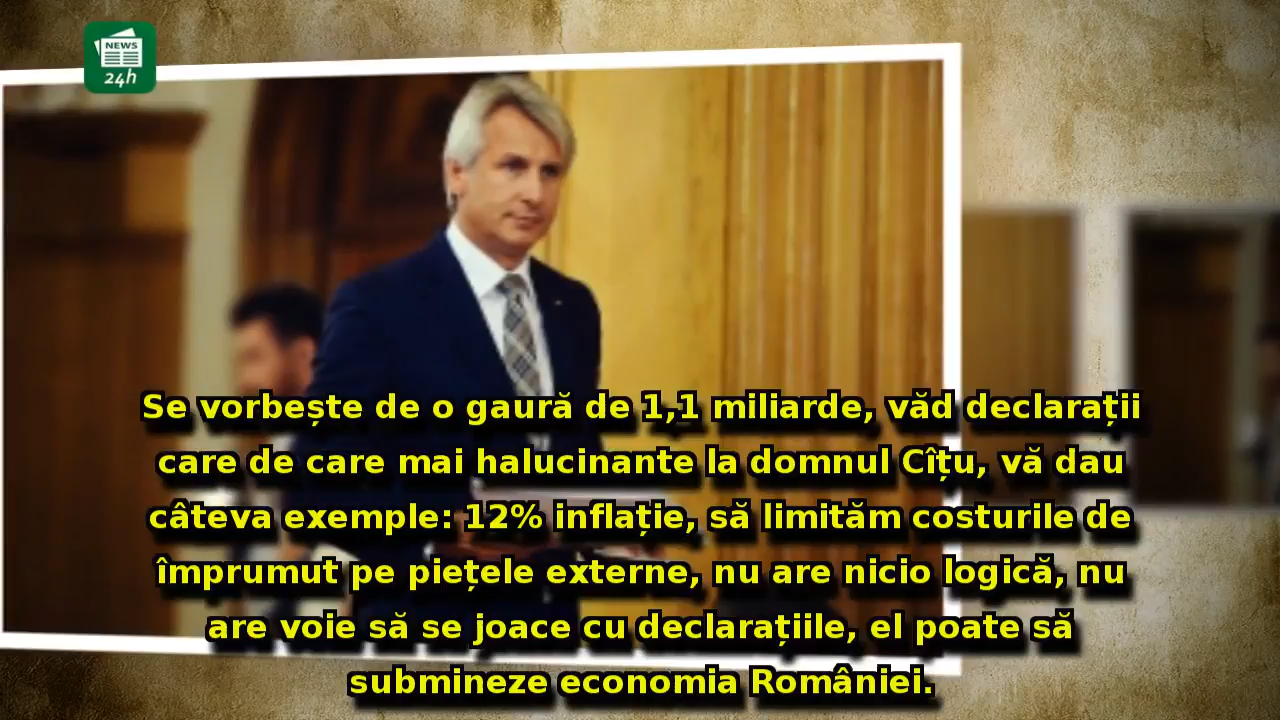 NEWS
24h
Se vorbește de o gaură de 1,1 miliarde, văd declarații
care de care mai halucinante la domnul Cîțu, vă dau
câteva exemple: 12% inflație, să limităm costurile de
împrumut pe piețele externe, nu are nicio logică, nu
are voie să se joace cu declarațiile, el poate să
submineze economia României.